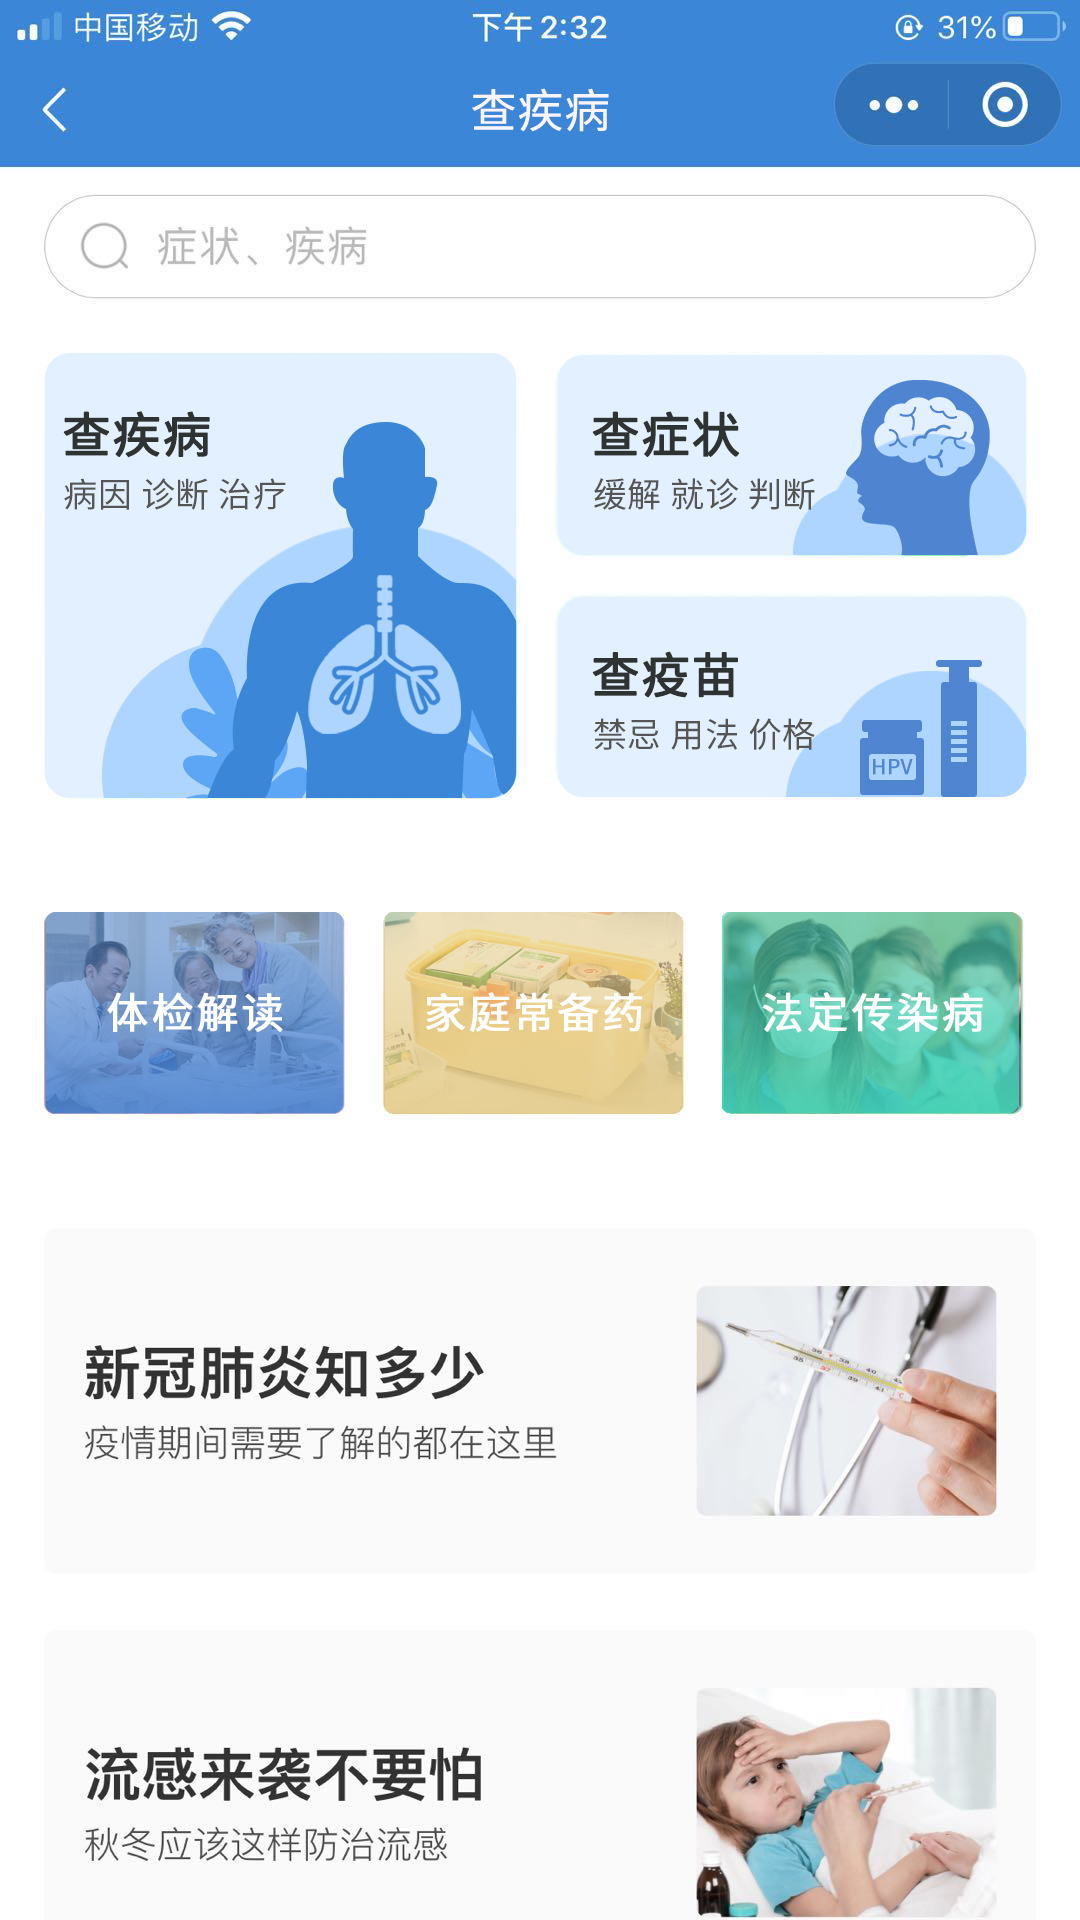 中国移动 下午 2:32 31%
查疾病
症状、疾病
查疾病
病因 诊断 治疗
查症状
缓解 就诊 判断
查疫苗
禁忌 用法 价格
HPV
体检解读
家庭常备药
法定传染病
新冠肺炎知多少
疫情期间需要了解的都在这里
流感来袭不要怕
秋冬应该这样防治流感